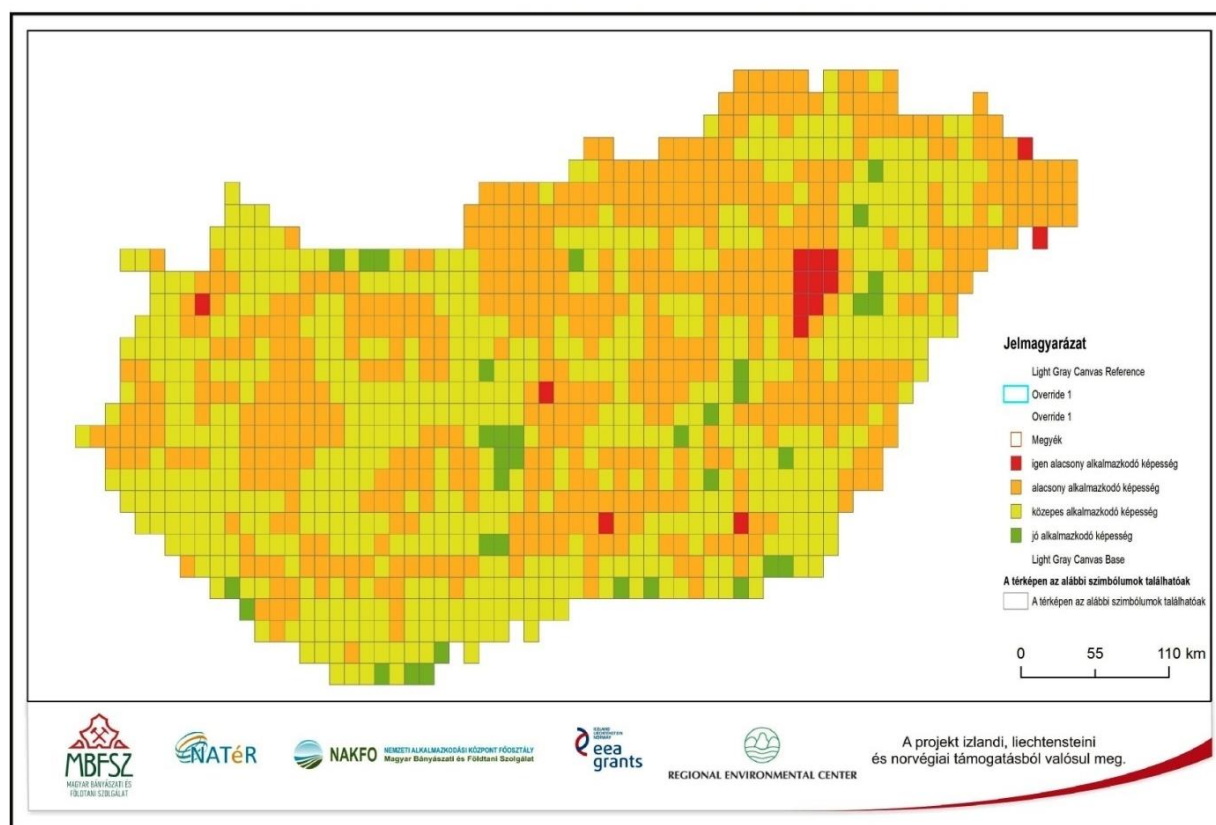 Jelmagyarázat
Light Gray Canvas Reference
Override 1
Override 1
Megyék
igen alacsony alkalmazkodó képesség
alacsony alkalmazkodó képesség
közepes alkalmazkodó képesség
jó alkalmazkodó képesség
Light Gray Canvas Base
A térképen az alábbi szimbólumok találhatóak
A térképen az alábbi szimbólumok találhatóak
0 55 110 km
MBFSZ
MAGYAR BÁNYÁSZATI ÉS
FÖLDTANI SZOLGÁLAT
NATéR
NAKFO
NEMZETI ALKALMAZKODÁSI KÖZPONT FŐOSZTÁLY
Magyar Bányászati és Földtani Szolgálat
ICELAND
LIECHTENSTEIN
NORWAY
eea
grants
REGIONAL ENVIRONMENTAL CENTER
A projekt izlandi, liechtensteini
és norvégiai támogatásból valósul meg.